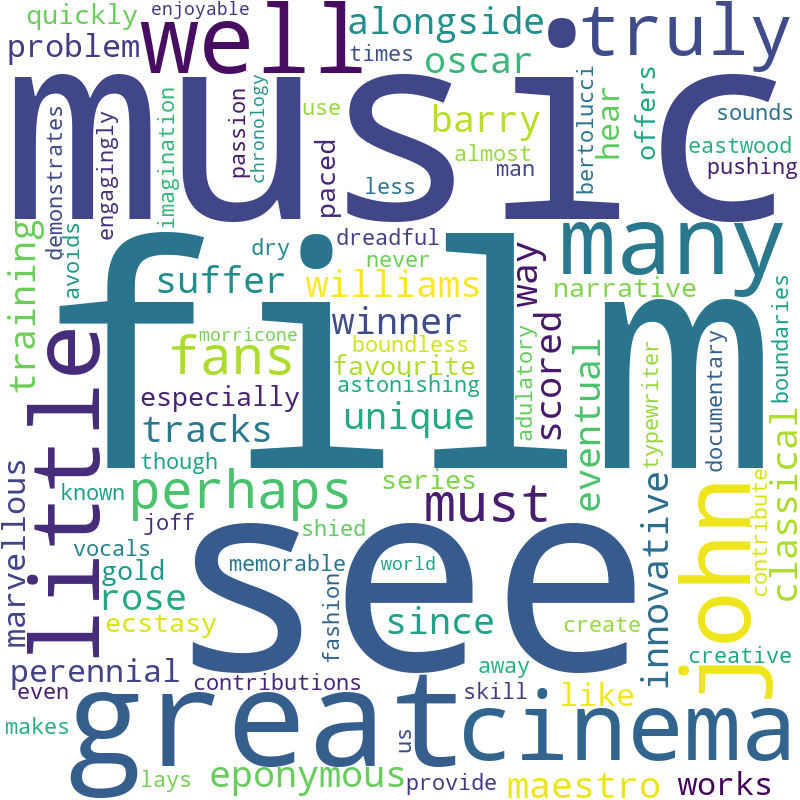 quickly
enjoyable
well
alongside
truly
problem
times
oscar
music
demonstrates
engagingly
imagination
passion
chronology
use
paced
less
barry
almost
man
bertolucci
hear
offers
sounds
eastwood
pushing
film
training
avoids
dry
suffer
dreadful
never
williams
winner
way
many
narrative
boundaries
morricone
fans
boundless
favourite
astonishing
adulatory
scored
eventual
typewriter
documentary
little
especially
tracks
unique
though
perhaps
series
must
known
joff
shied
see
john
classical
contribute
innovative
marvellous
vocals
gold
rose
memorable
world
fashion
since
create
ecstasy
perennial
even
contributions
away
skill
like
creative
makes
great
us
cinema
lays
eponymous
provide
maestro
works